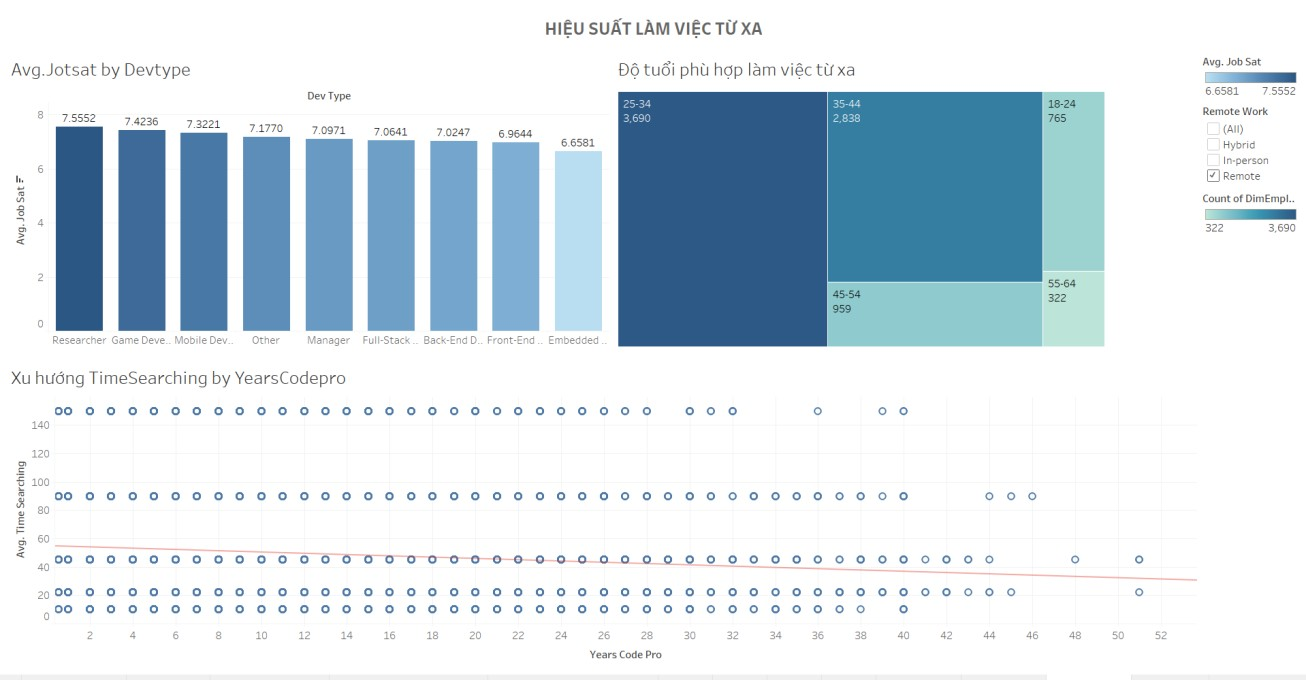 HIỆU SUẤT LÀM VIỆC TỪ XA
Avg.Jotsat by Devtype
Dev Type
Avg. Job Sat
8
6
4
2
0
7.5552
7.4236
7.3221
7.1770
7.0971
7.0641
7.0247
6.9644
6.6581
Researcher
Game Deve..
Mobile Dev..
Other
Manager
Full-Stack ..
Back-End D..
Front-End ..
Embedded ..
Độ tuổi phù hợp làm việc từ xa
25-34
3,690
35-44
2,838
45-54
959
18-24
765
55-64
322
Avg. Job Sat
6.6581 7.5552
Remote Work
(All)
Hybrid
In-person
Remote
Count of DimEmpl..
322 3,690
Xu hướng TimeSearching by YearsCodepro
Avg. Time Searching
140
120
100
80
60
40
20
0
2 4 6 8 10 12 14 16 18 20 22 24 26 28 30 32 34 36 38 40 42 44 46 48 50 52
Years Code Pro